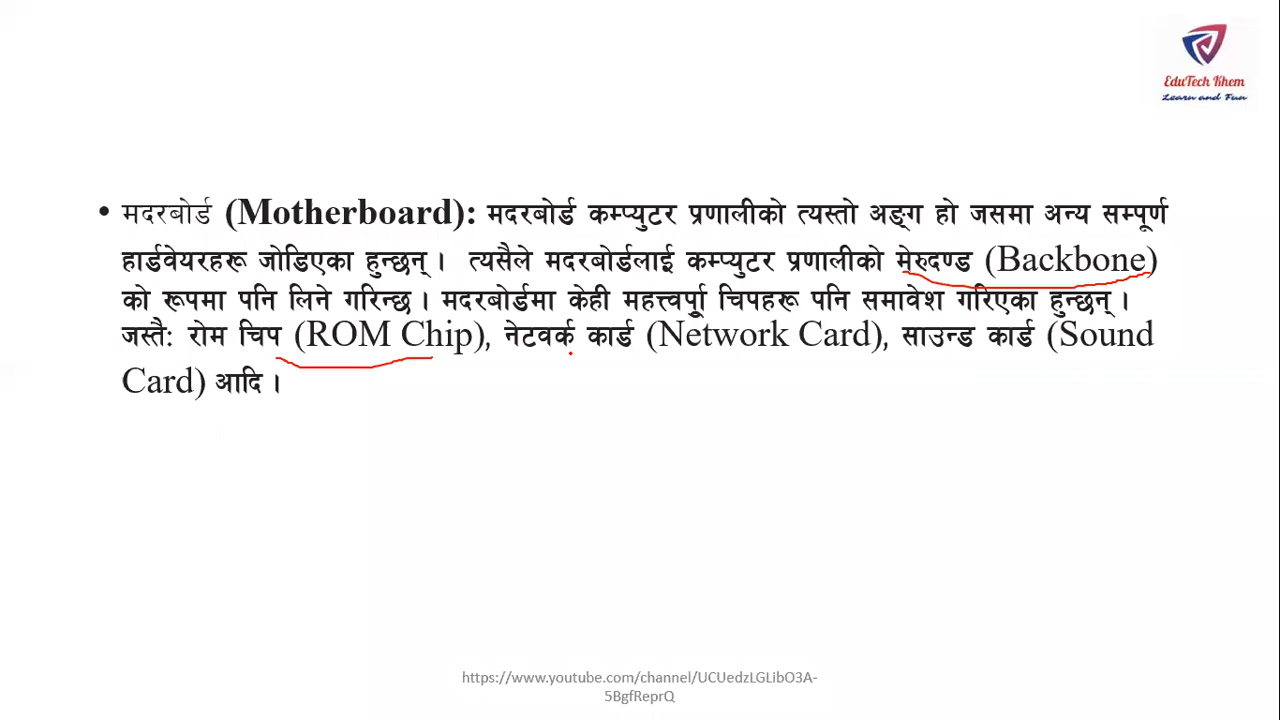 EduTech Khem
Learn and Fun
• मदरबोर्ड (Motherboard): मदरबोर्ड कम्प्युटर प्रणालीको त्यस्तो अङ्ग हो जसमा अन्य सम्पूर्ण
हार्डवेयरहरू जोडिएका हुन्छन् । त्यसैले मदरबोर्डलाई कम्प्युटर प्रणालीको मेरुदण्ड (Backbone)
को रूपमा पनि लिने गरिन्छ । मदरबोर्डमा केही चिपहरू पनि समावेश गरिएका हुन्छन् ।
जस्तै: रोम चिप (ROM Chip), नेटवर्क कार्ड (Network Card), साउन्ड कार्ड (Sound
Card) आदि ।
https://www.youtube.com/channel/UCUedzLGLibO3A-
5BgfReprQ